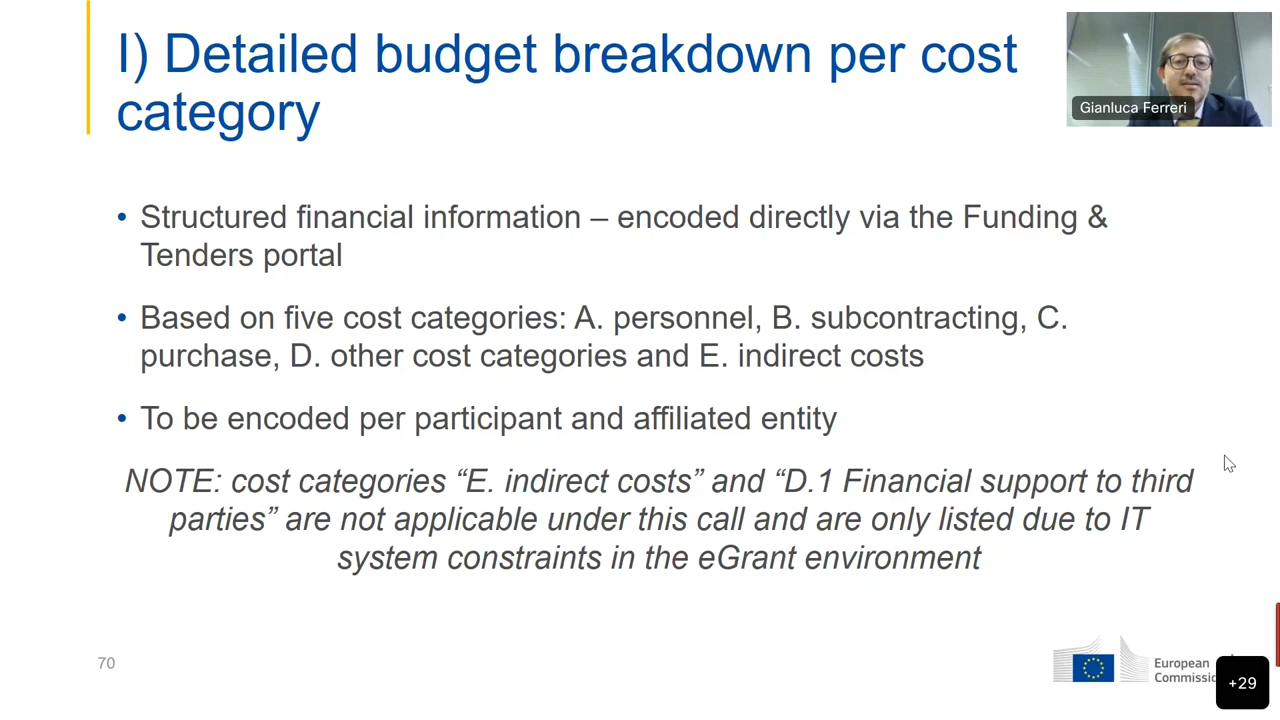 I) Detailed budget breakdown per cost
category
Gianluca Ferreri
• Structured financial information – encoded directly via the Funding &
Tenders portal
• Based on five cost categories: A. personnel, B. subcontracting, C.
purchase, D. other cost categories and E. indirect costs
• To be encoded per participant and affiliated entity
NOTE: cost categories “E. indirect costs” and “D.1 Financial support to third
parties” are not applicable under this call and are only listed due to IT
system constraints in the eGrant environment
70
European
Commissi
+29